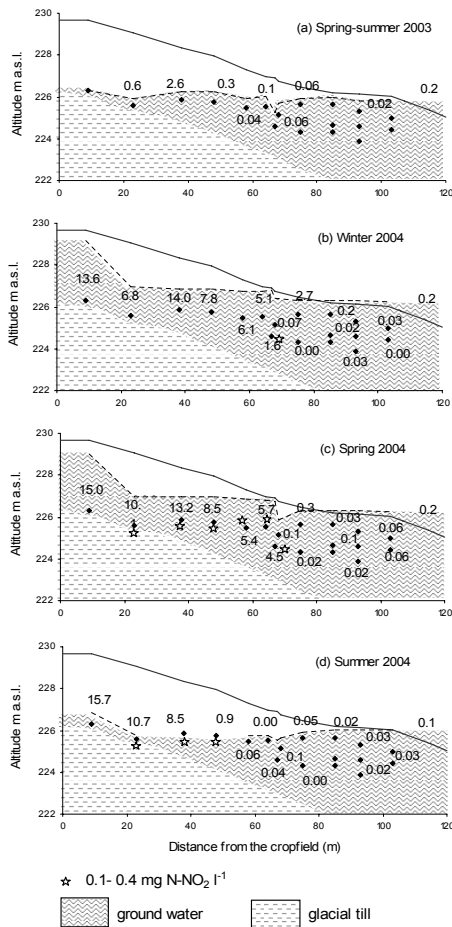 230
(a) Spring-summer 2003
228
0.6 2.6 0.3 0.1 0.06 0.2
226
0.04 0.06 0.02
224
222
0 20 40 60 80 100 120
Altitude m a.s.l.
230
(b) Winter 2004
228
13.6 6.8 14.0 7.8 5.1 2.7 0.2
226
6.1 0.07 0.2 0.03
1.6 0.02
224
0.00 0.03 0.00
222
0 20 40 60 80 100 120
Altitude m a.s.l.
230
(c) Spring 2004
228
15.0 10. 13.2 8.5 5.7 0.3 0.03 0.06 0.2
226
5.4 0.1 0.1
4.5 0.02 0.02 0.06
224
222
0 20 40 60 80 100 120
Altitude m a.s.l.
230
(d) Summer 2004
228
15.7 10.7 8.5 0.9 0.00 0.05 0.02 0.1
226
0.06 0.1 0.03 0.03
0.04 0.00 0.02
224
222
0 20 40 60 80 100 120
Altitude m a.s.l.
Distance from the cropfield (m)
0.1- 0.4 mg N-NO₂ l⁻¹
ground water
glacial till